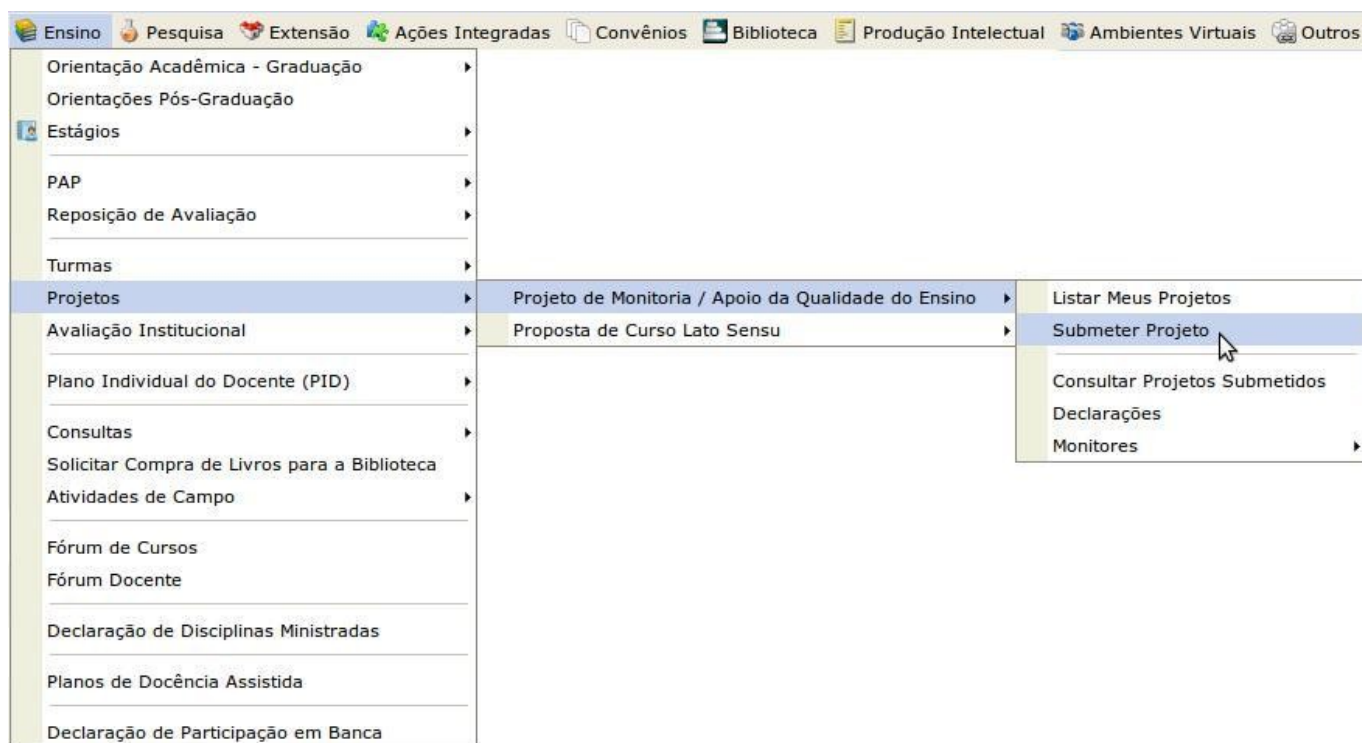 Ensino Pesquisa Extensão Ações Integradas Convênios Biblioteca Produção Intelectual Ambientes Virtuais Outros
Orientação Acadêmica - Graduação
Orientações Pós-Graduação
Estágios
PAP
Reposição de Avaliação
Turmas
Projetos
Avaliação Institucional
Plano Individual do Docente (PID)
Consultas
Solicitar Compra de Livros para a Biblioteca
Atividades de Campo
Fórum de Cursos
Fórum Docente
Declaração de Disciplinas Ministradas
Planos de Docência Assistida
Declaração de Participação em Banca
Projeto de Monitoria / Apoio da Qualidade do Ensino
Proposta de Curso Lato Sensu
Listar Meus Projetos
Submeter Projeto
Consultar Projetos Submetidos
Declarações
Monitores